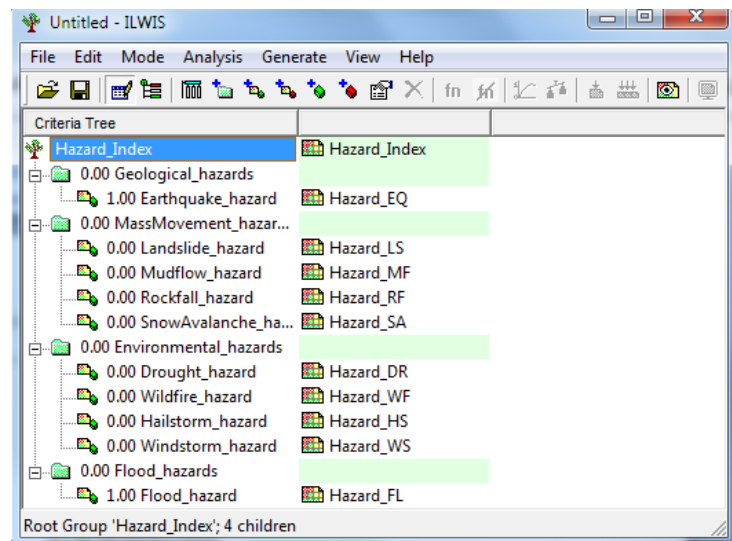 Untitled - ILWIS
File Edit Mode Analysis Generate View Help
fn
Criteria Tree
Hazard_Index Hazard_Index
0.00 Geological_hazards
1.00 Earthquake_hazard Hazard_EQ
0.00 MassMovement_hazar...
0.00 Landslide_hazard Hazard_LS
0.00 Mudflow_hazard Hazard_MF
0.00 Rockfall_hazard Hazard_RF
0.00 SnowAvalanche_ha... Hazard_SA
0.00 Environmental_hazards
0.00 Drought_hazard Hazard_DR
0.00 Wildfire_hazard Hazard_WF
0.00 Hailstorm_hazard Hazard_HS
0.00 Windstorm_hazard Hazard_WS
0.00 Flood_hazards
1.00 Flood_hazard Hazard_FL
Root Group 'Hazard_Index'; 4 children